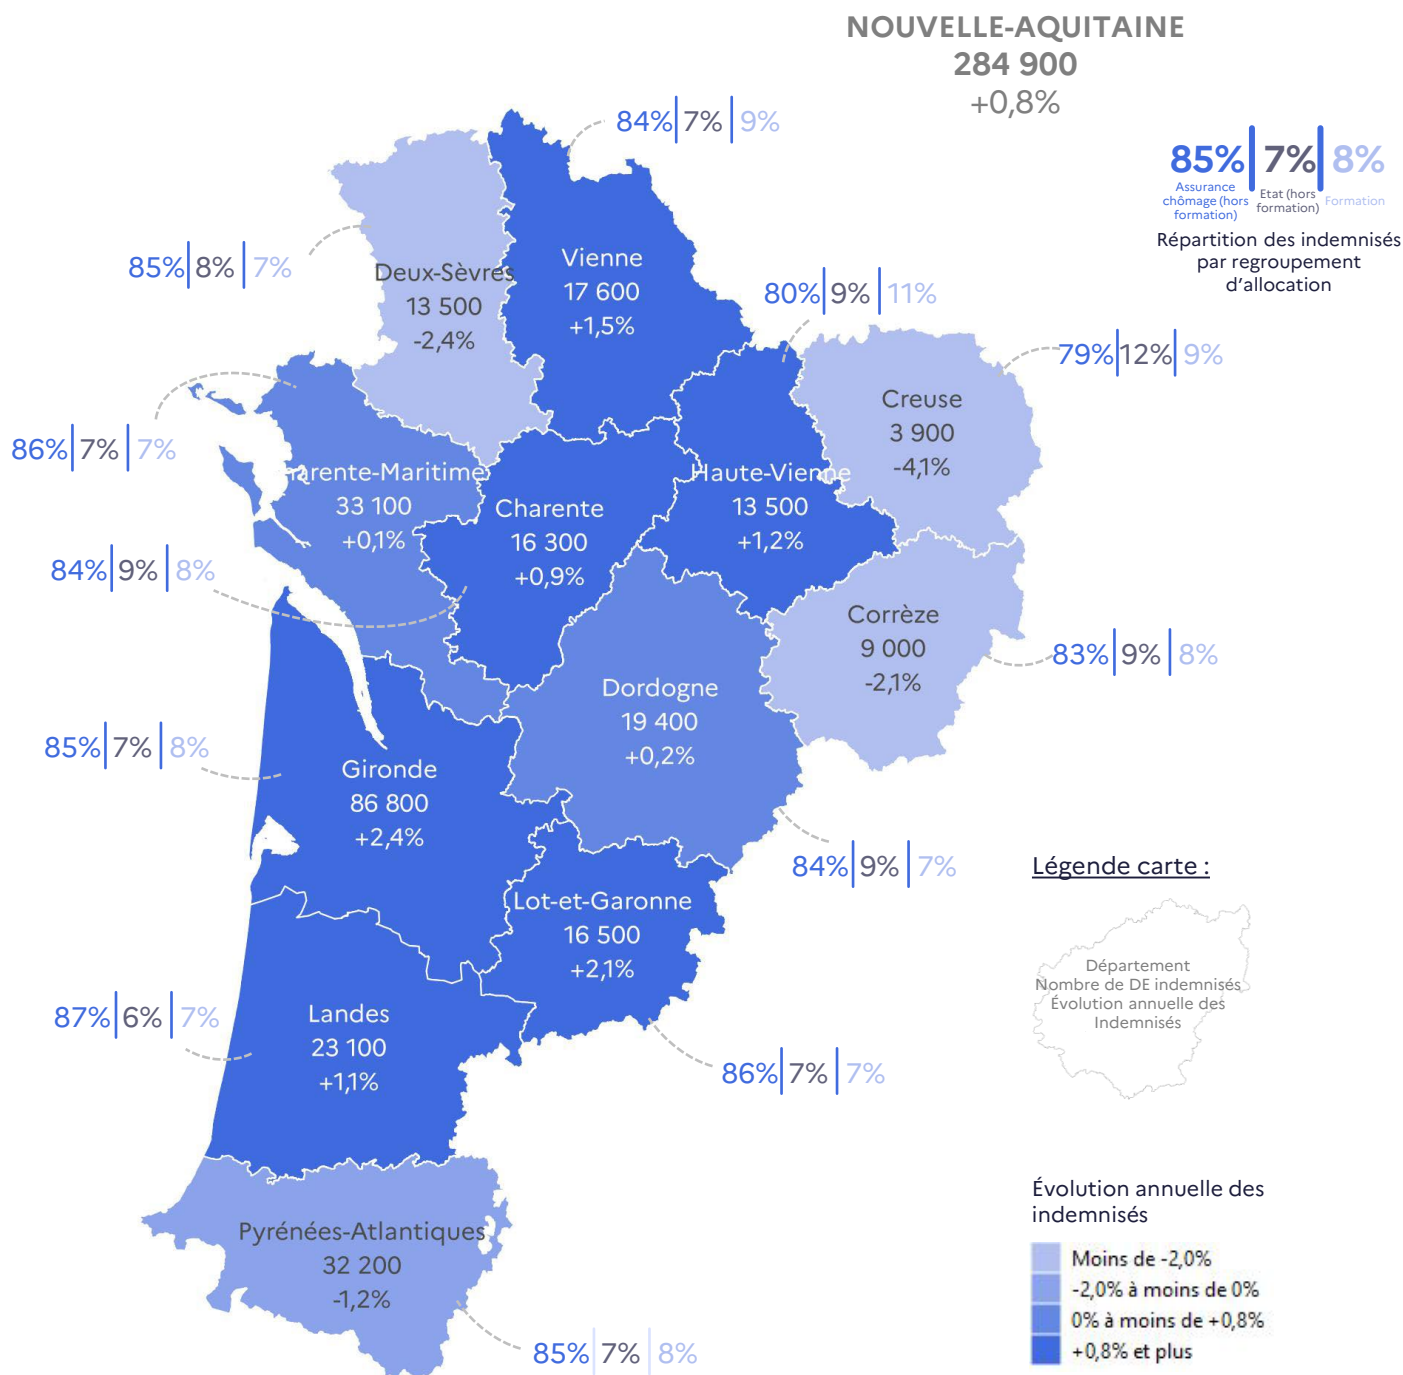 NOUVELLE-AQUITAINE
284 900
+0,8%
85% 7% 8%
Assurance chômage (hors formation)
Etat (hors formation)
Formation
Répartition des indemnisés
par regroupement
d'allocation
84% 7% 9%
85% 8% 7%
Deux-Sèvres
13 500
-2,4%
Vienne
17 600
+1,5%
80% 9% 11%
79% 12% 9%
Creuse
3 900
-4,1%
86% 7% 7%
arente-Maritime
33 100
+0,1%
Charente
16 300
+0,9%
Haute-Vienne
13 500
+1,2%
84% 9% 8%
Corrèze
9 000
-2,1%
83% 9% 8%
Dordogne
19 400
+0,2%
85% 7% 8%
Gironde
86 800
+2,4%
84% 9% 7%
Lot-et-Garonne
16 500
+2,1%
87% 6% 7%
Landes
23 100
+1,1%
86% 7% 7%
Pyrénées-Atlantiques
32 200
-1,2%
85% 7% 8%
Légende carte :
Département
Nombre de DE indemnisés
Évolution annuelle des
Indemnisés
Évolution annuelle des
indemnisés
Moins de -2,0%
-2,0% à moins de 0%
0% à moins de +0,8%
+0,8% et plus